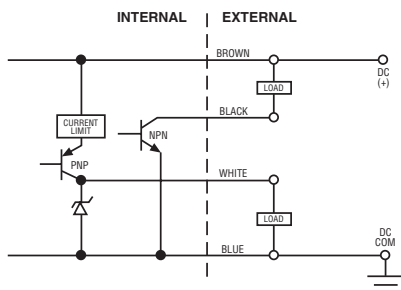 INTERNAL EXTERNAL
BROWN
DC
(+)
LOAD
BLACK
CURRENT
LIMIT
NPN
PNP
WHITE
LOAD
DC
COM
BLUE